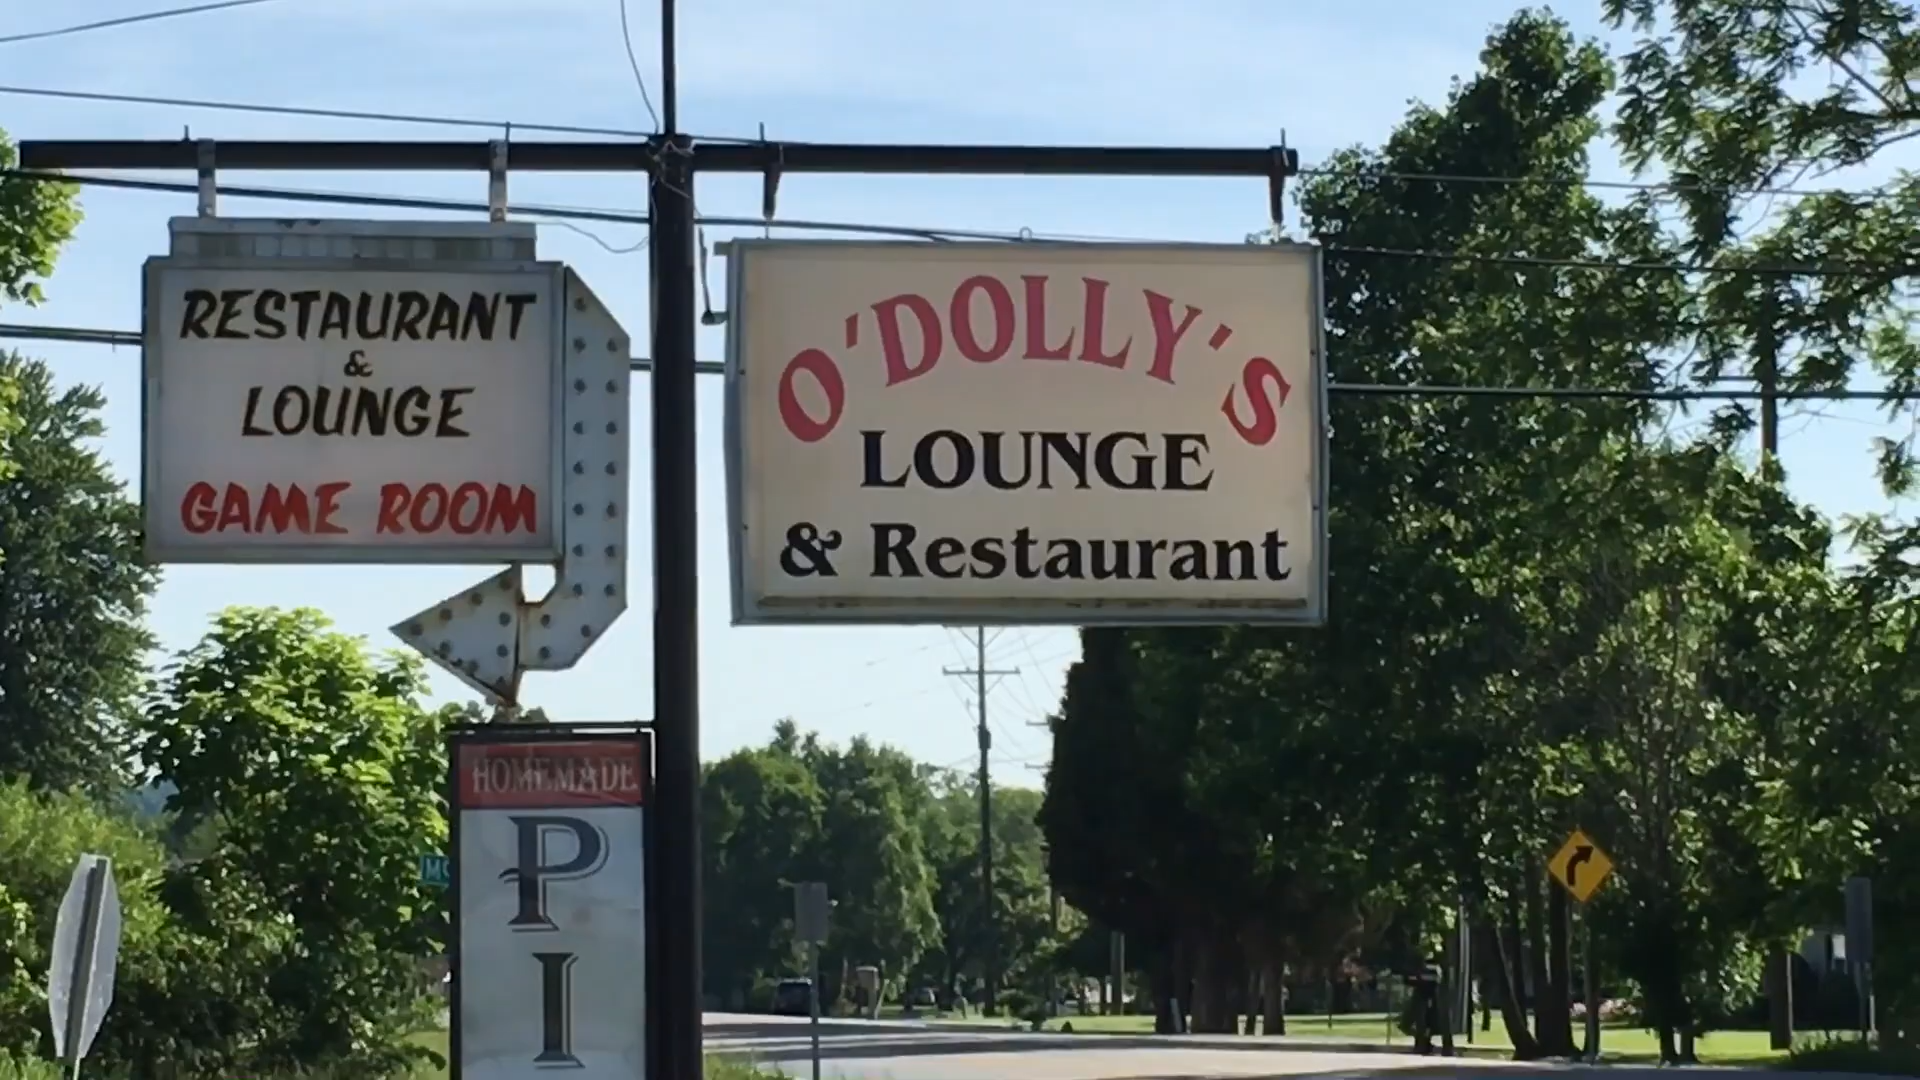 RESTAURANT
&
LOUNGE
GAME ROOM
O'DOLLY'S
LOUNGE
& Restaurant
HOMEMADE
P
I